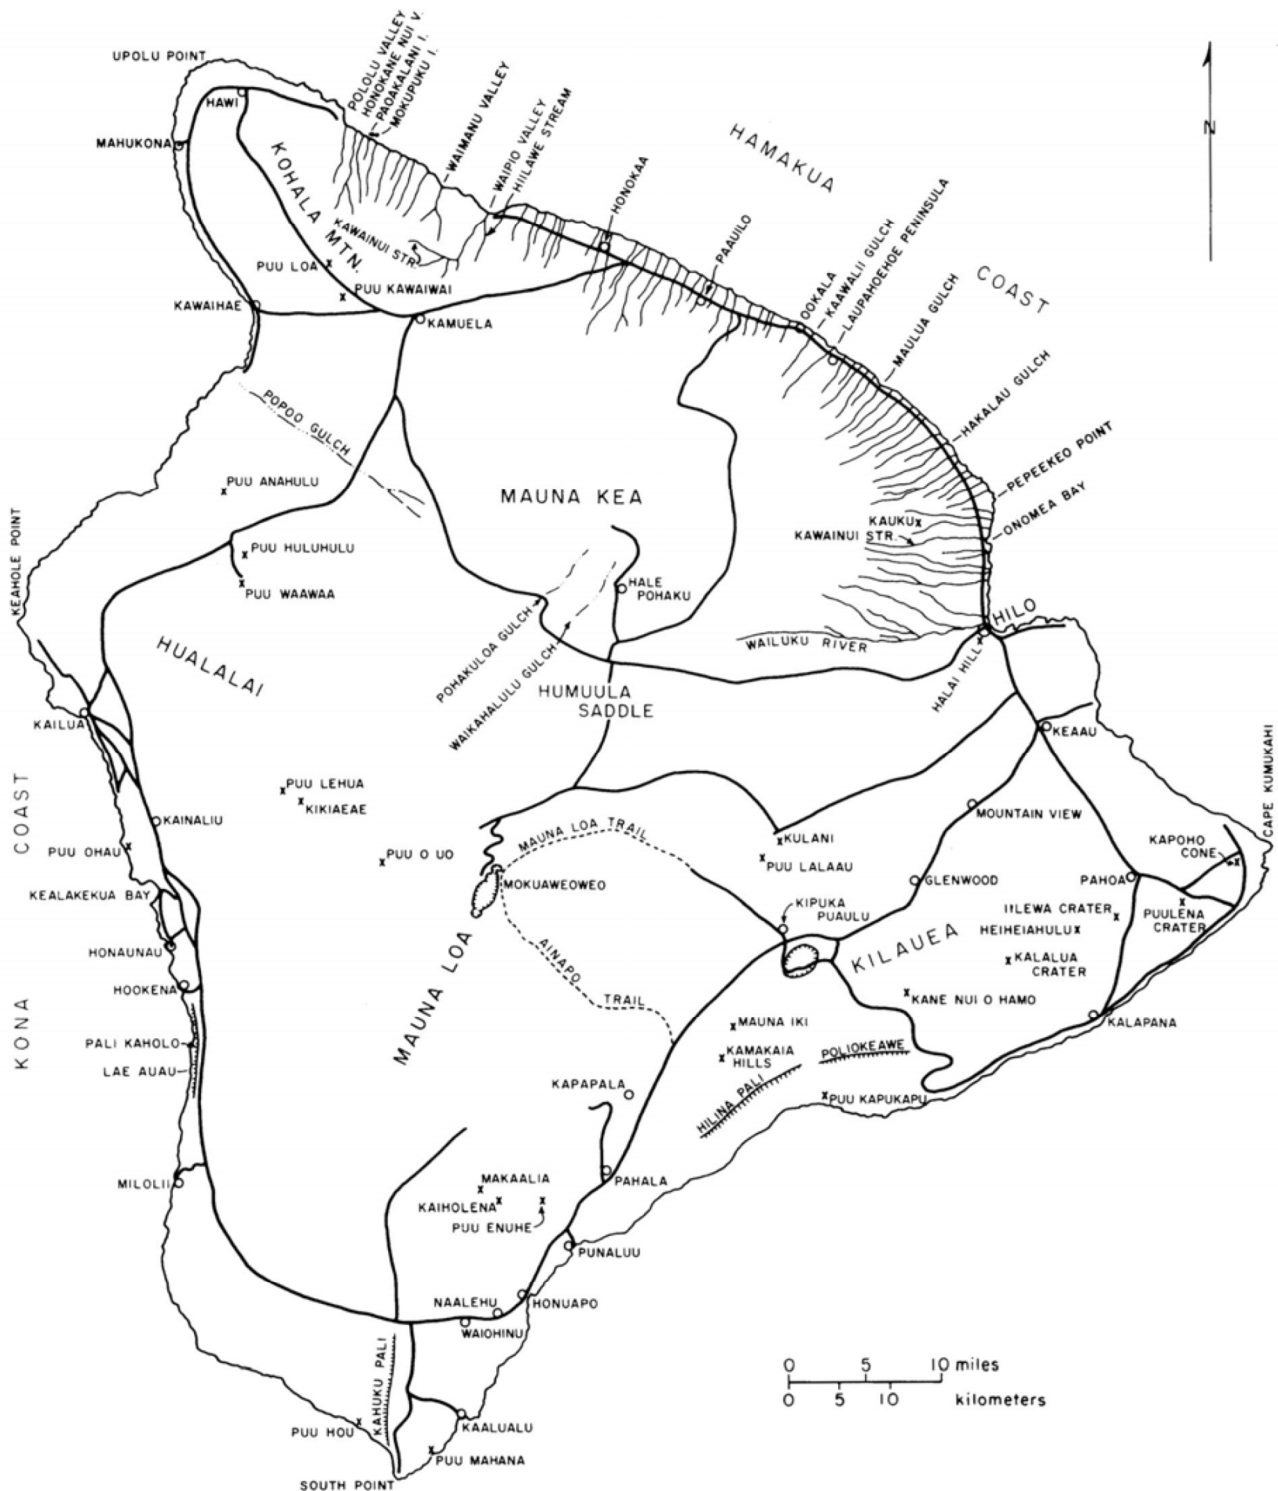 UPOLU POINT
POLOLU VALLEY
HONOKANE NUI V.
PAOAKALANI I.
MOKUPUKU I.
WAIMANU VALLEY
WAIPIO VALLEY
HIILAWE STREAM
HAWI
MAHUKONA
HAMAKUA
COAST
N
HONOKAA
PAAUILO
OOKALA
KAAWALII GULCH
LAUPAHOEHOE PENINSULA
MAULUA GULCH
HAKALAU GULCH
PEPEEKEO POINT
ONOMEA BAY
KOHALA MTN.
KAWAINUI STR.
PUU LOA
PUU KAWAIWAI
KAWAIHAE
KAMUELA
POPOO GULCH
PUU ANAHULU
MAUNA KEA
KAUKU
KAWAINUI STR.
KEAHOLE POINT
PUU HULUHULU
PUU WAAWAA
HALE
POHAKU
HUALALAI
POHAKULOA GULCH
WAIKAHALULU GULCH
HUMUULA
SADDLE
WAILUKU RIVER
HILO
HALAI HILL
KAILUA
KEAAU
CAPE KUMUKAHI
KONA COAST
PUU LEHUA
KIKIAEAE
KAINALIU
PUU OHAU
PUU O UO
MAUNA LOA TRAIL
MOKUAWEOWEO
KULANI
PUU LALAAU
MOUNTAIN VIEW
KAPOHO
CONE
KEALAKEKUA BAY
KIPUKA
PUAULU
GLENWOOD
PAHOA
IILEWA CRATER
PUULENA
CRATER
HEIHEIAHULU
HONAUNAU
MAUNA LOA
AINAPO
TRAIL
KILAUEA
KALALUA
CRATER
HOOKENA
KANE NUI O HAMO
KALAPANA
PALI KAHOLO
LAE AUAU
MAUNA IKI
KAMAKAIA
HILLS
POLIOKEAWE
HILINA PALI
PUU KAPUKAPU
KAPAPALA
MILOLII
MAKAALIA
KAIHOLENA
PUU ENUHE
PAHALA
PUNALUU
NAALEHU
HONUAPO
WAIOHINU
KAHUKU PALI
PUU HOU
KAALUALU
PUU MAHANA
SOUTH POINT
0 5 10 miles
0 5 10 kilometers